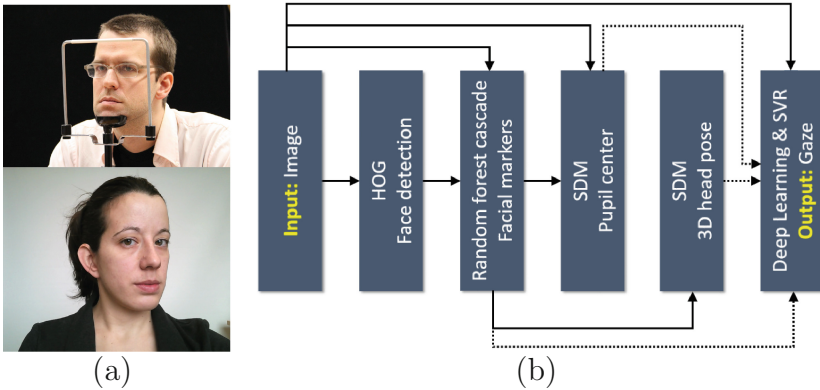 Input: Image
HOG
Face detection
Random forest cascade
Facial markers
SDM
Pupil center
SDM
3D head pose
Deep Learning & SVR
Output: Gaze
(a)
(b)